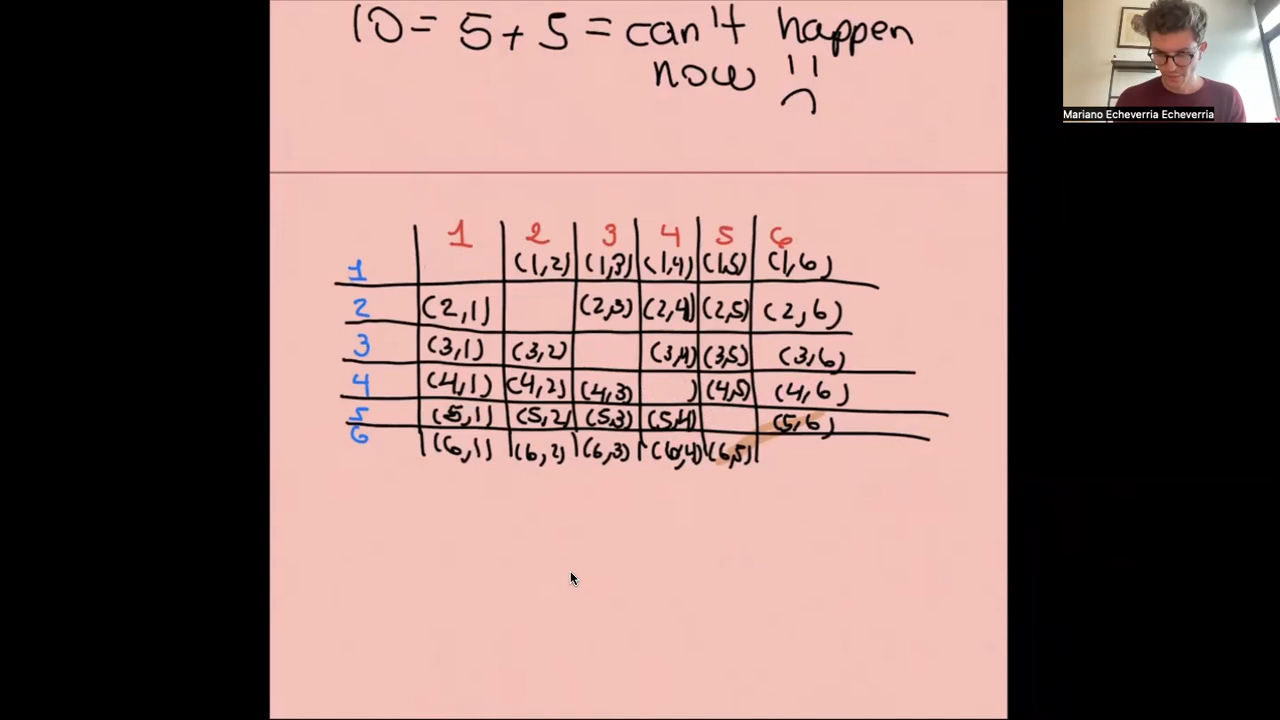 10 = 5 + 5 = can't happen
now
Mariano Echeverria Echeverria
1 2 3 4 5 6
1 (1,2) (1,3) (1,4) (1,5) (1,6)
2 (2,1) (2,3) (2,4) (2,5) (2,6)
3 (3,1) (3,2) (3,4) (3,5) (3,6)
4 (4,1) (4,2) (4,3) ) (4,5) (4,6)
5 (5,1) (5,2) (5,3) (5,4) (5,6)
6 (6,1) (6,2) (6,3) (6,4) (6,5)